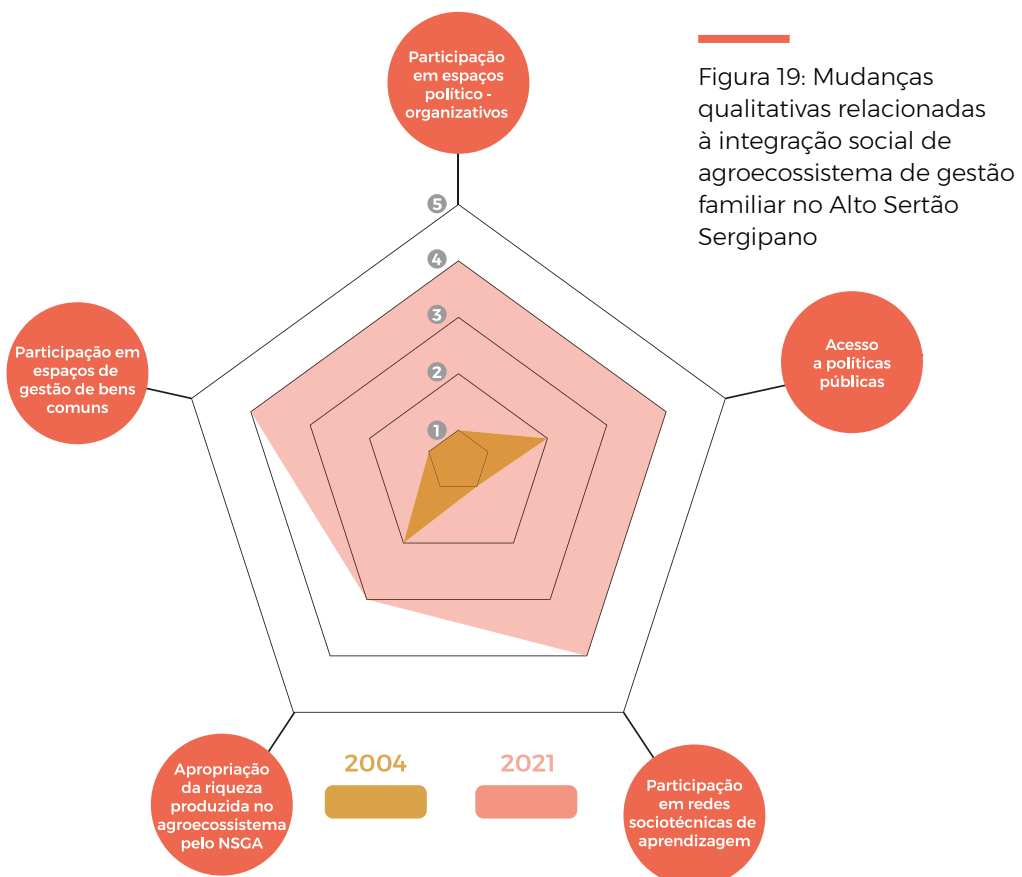 Participação
em espaços
político -
organizativos
Figura 19: Mudanças
qualitativas relacionadas
à integração social de
agroecossistema de gestão
familiar no Alto Sertão
Sergipano
5
4
3
2
1
Participação em
espaços de
gestão de bens
comuns
Acesso
a políticas
públicas
Apropriação
da riqueza
produzida no
agroecossistema
pelo NSGA
2004
2021
Participação
em redes
sociotécnicas de
aprendizagem